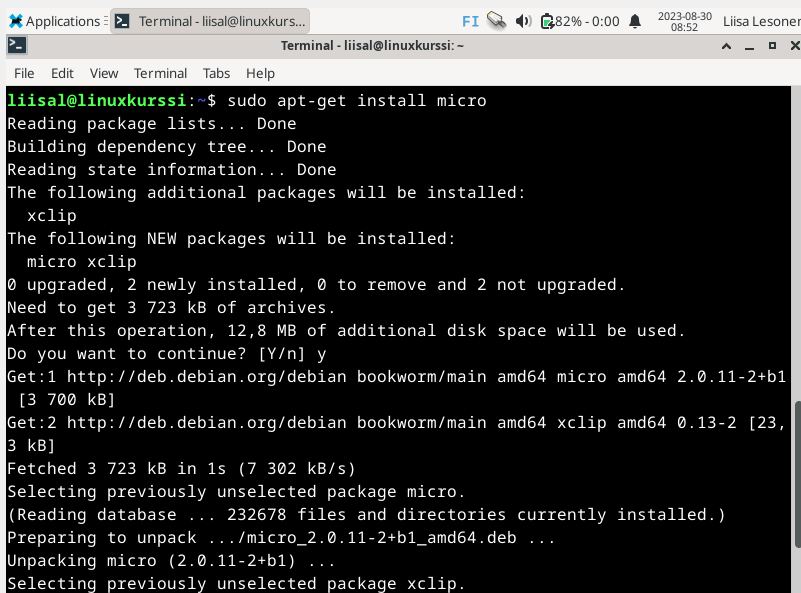 Applications
Terminal - liisal@linuxkurs...
FI
82% - 0:00
2023-08-30
08:52
Liisa Lesoner
Terminal - liisal@linuxkurssi: ~
File Edit View Terminal Tabs Help
liisal@linuxkurssi:~$ sudo apt-get install micro
Reading package lists... Done
Building dependency tree... Done
Reading state information... Done
The following additional packages will be installed:
  xclip
The following NEW packages will be installed:
  micro xclip
0 upgraded, 2 newly installed, 0 to remove and 2 not upgraded.
Need to get 3 723 kB of archives.
After this operation, 12,8 MB of additional disk space will be used.
Do you want to continue? [Y/n] y
Get:1 http://deb.debian.org/debian bookworm/main amd64 micro amd64 2.0.11-2+b1
 [3 700 kB]
Get:2 http://deb.debian.org/debian bookworm/main amd64 xclip amd64 0.13-2 [23,
3 kB]
Fetched 3 723 kB in 1s (7 302 kB/s)
Selecting previously unselected package micro.
(Reading database ... 232678 files and directories currently installed.)
Preparing to unpack .../micro_2.0.11-2+b1_amd64.deb ...
Unpacking micro (2.0.11-2+b1) ...
Selecting previously unselected package xclip.